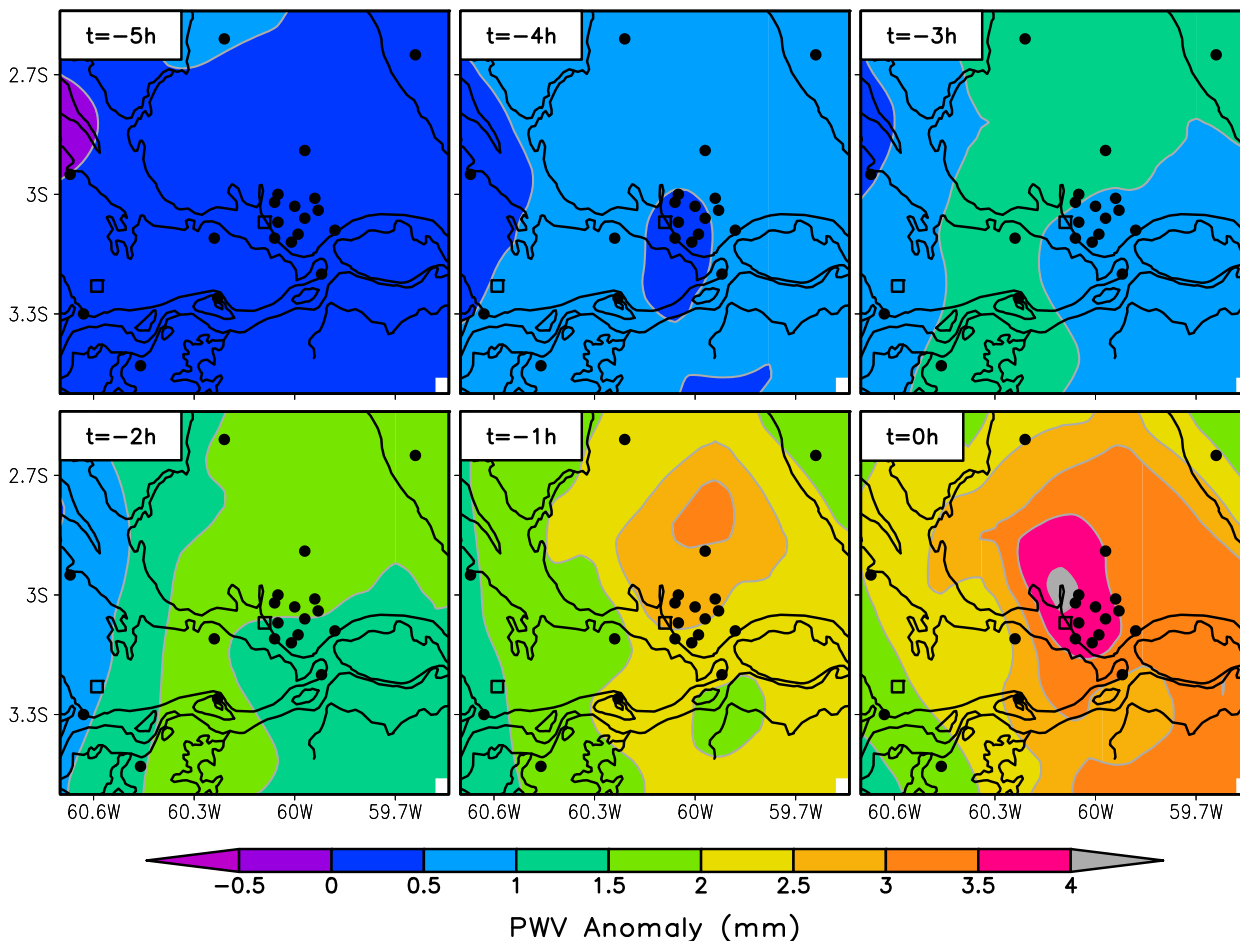 t=−5h t=−4h t=−3h
2.7S
3S
3.3S
t=−2h t=−1h t=0h
2.7S
3S
3.3S
60.6W 60.3W 60W 59.7W 60.6W 60.3W 60W 59.7W 60.6W 60.3W 60W 59.7W
−0.5 0 0.5 1 1.5 2 2.5 3 3.5 4
PWV Anomaly (mm)